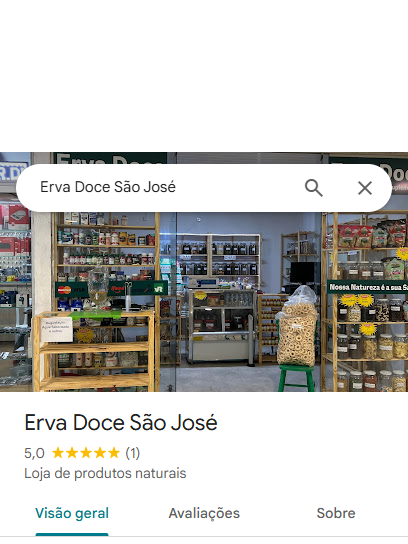 Erva Doce
Erva Doce São José
Nossa Natureza é a sua Sa
Erva Doce São José
5,0 (1)
Loja de produtos naturais
Visão geral
Avaliações
Sobre